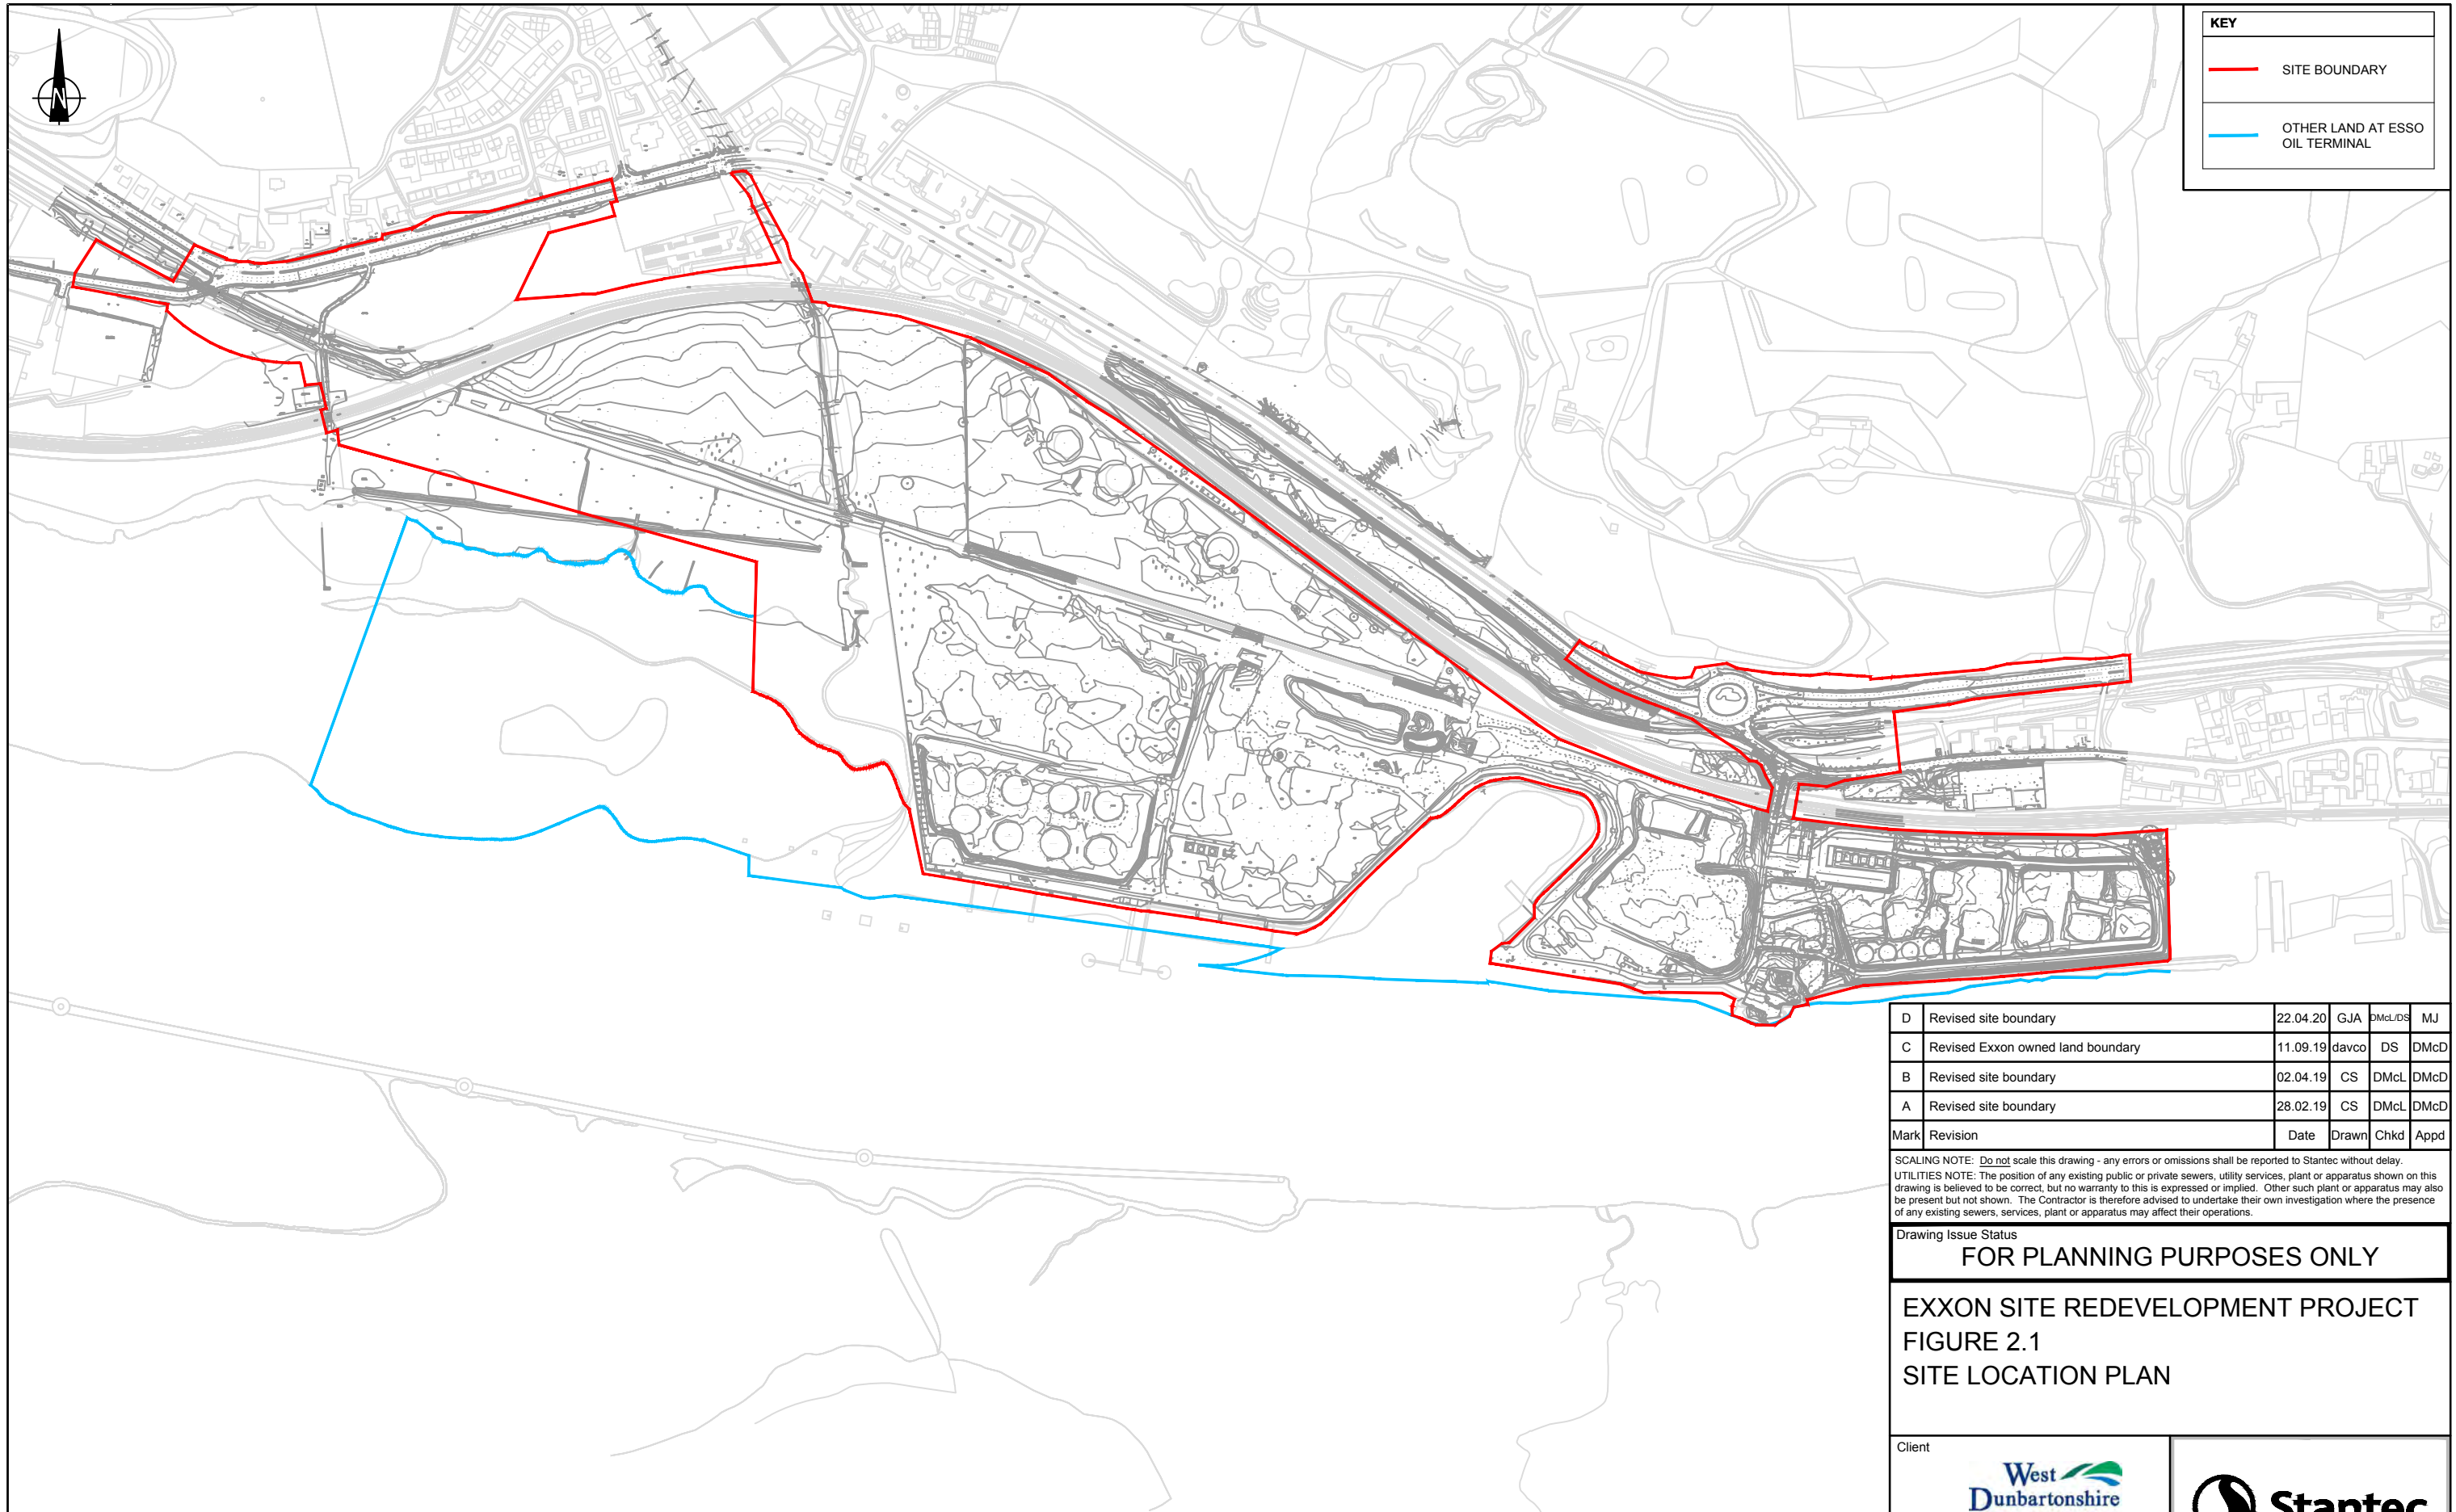 N
KEY
SITE BOUNDARY
OTHER LAND AT ESSO
OIL TERMINAL
D Revised site boundary 22.04.20 GJA DMcL/DS MJ
C Revised Exxon owned land boundary 11.09.19 davco DS DMcD
B Revised site boundary 02.04.19 CS DMcL DMcD
A Revised site boundary 28.02.19 CS DMcL DMcD
Mark Revision Date Drawn Chkd Appd
SCALING NOTE: Do not scale this drawing - any errors or omissions shall be reported to Stantec without delay.
UTILITIES NOTE: The position of any existing public or private sewers, utility services, plant or apparatus shown on this
drawing is believed to be correct, but no warranty to this is expressed or implied. Other such plant or apparatus may also
be present but not shown. The Contractor is therefore advised to undertake their own investigation where the presence
of any existing sewers, services, plant or apparatus may affect their operations.
Drawing Issue Status
FOR PLANNING PURPOSES ONLY
EXXON SITE REDEVELOPMENT PROJECT
FIGURE 2.1
SITE LOCATION PLAN
Client
West
Dunbartonshire
Stantec